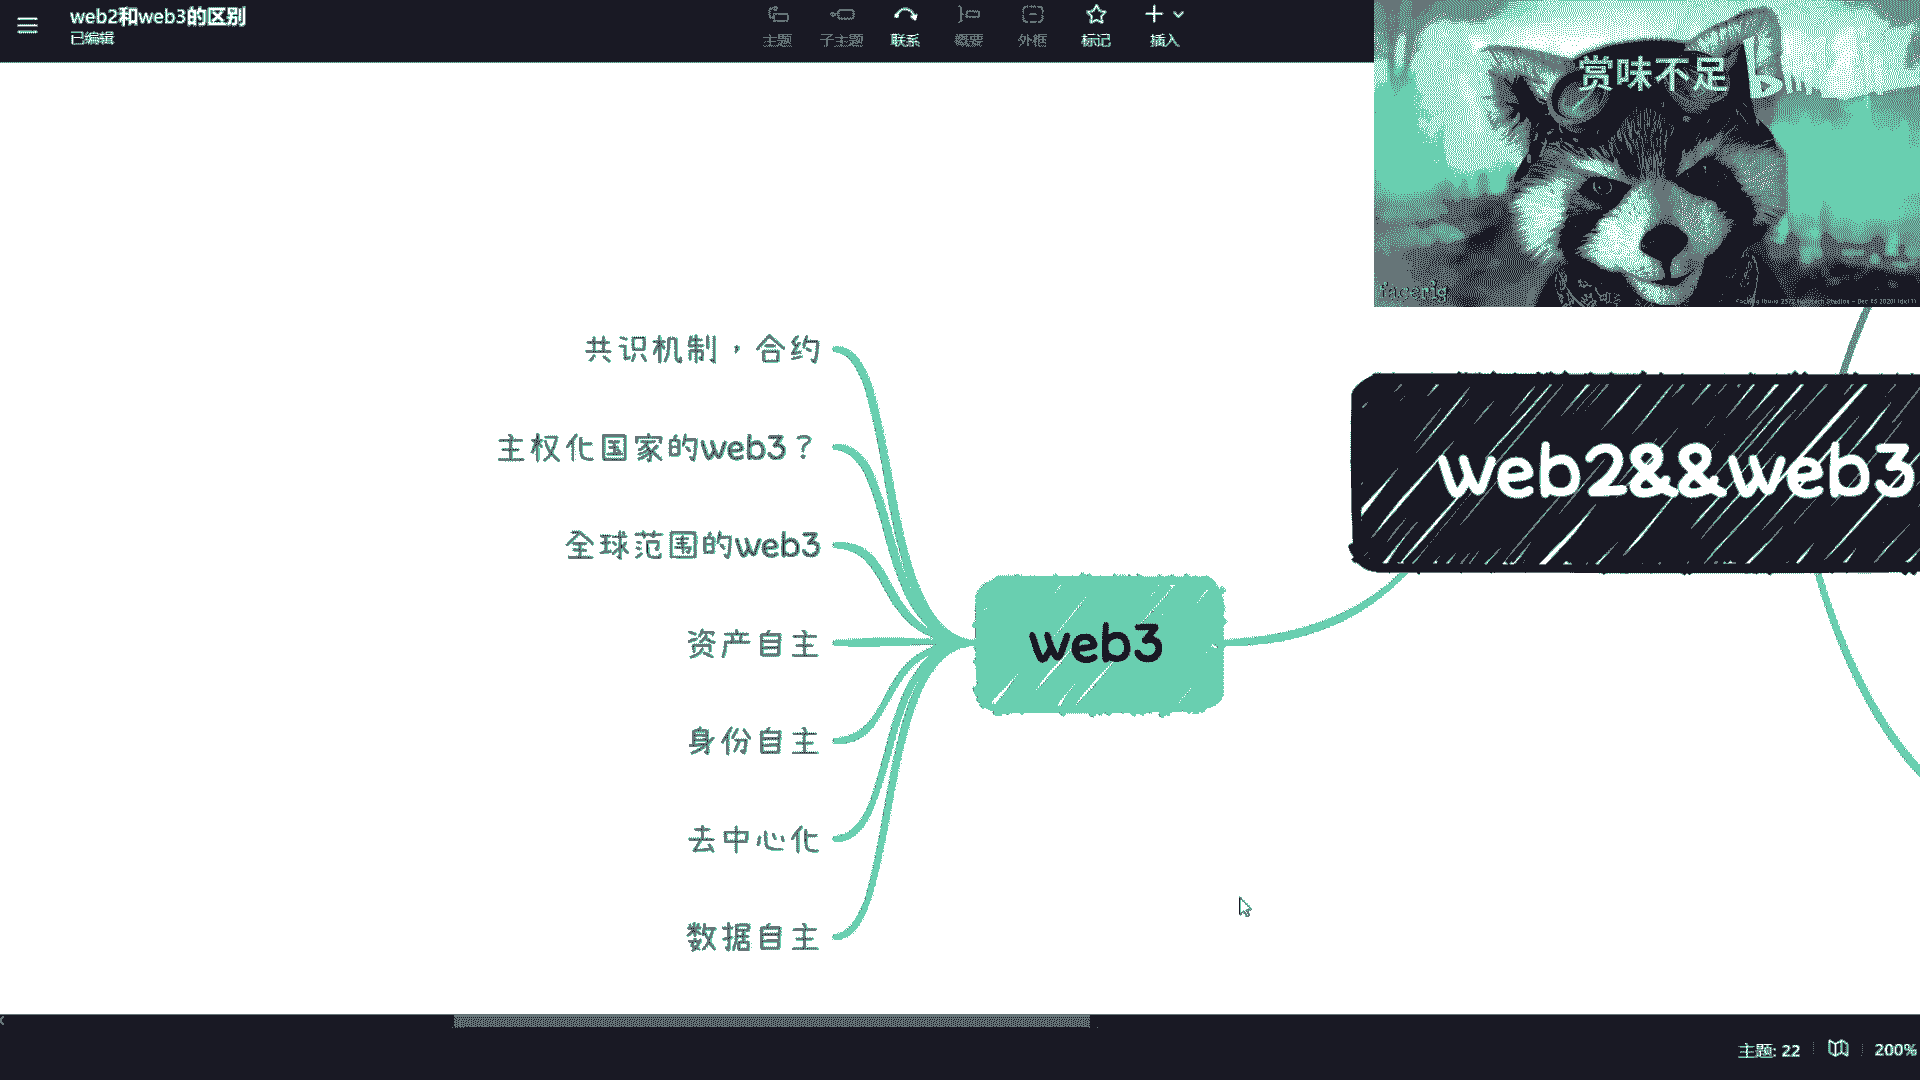 web2和web3的区别
已编辑
主题
子主题
联系
概要
外框
标记
插入
赏味不足
facerig
共识机制，合约
主权化国家的web3？
全球范围的web3
资产自主
身份自主
去中心化
数据自主
web3
web2&&web3
主题: 22
200%